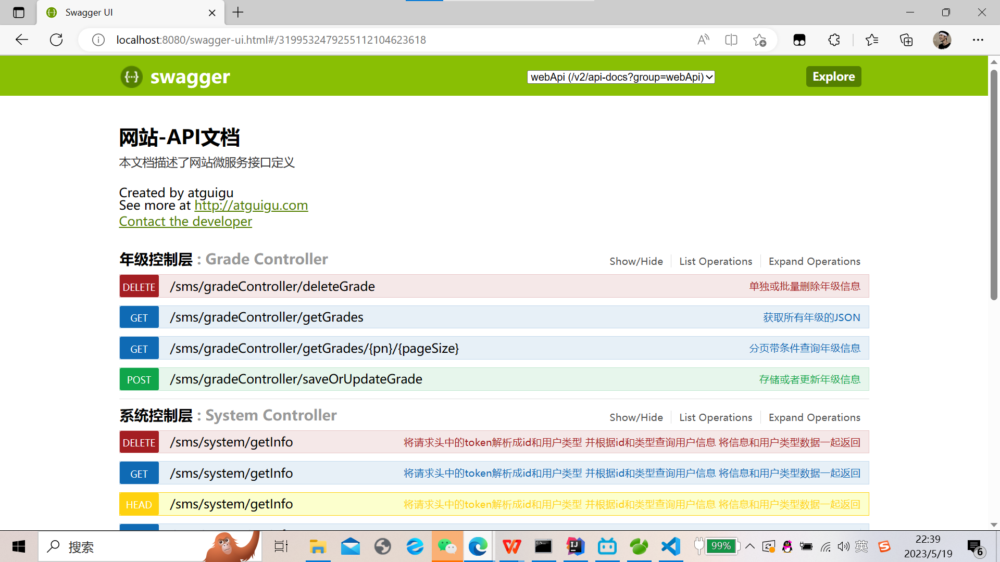 Swagger UI
localhost:8080/swagger-ui.html#/3199532479255112104623618
swagger
webApi (/v2/api-docs?group=webApi)
Explore
网站-API文档
本文档描述了网站微服务接口定义
Created by atguigu
See more at http://atguigu.com
Contact the developer
年级控制层 : Grade Controller
Show/Hide
List Operations
Expand Operations
DELETE /sms/gradeController/deleteGrade 单独或批量删除年级信息
GET /sms/gradeController/getGrades 获取所有年级的JSON
GET /sms/gradeController/getGrades/{pn}/{pageSize} 分页带条件查询年级信息
POST /sms/gradeController/saveOrUpdateGrade 存储或者更新年级信息
系统控制层 : System Controller
Show/Hide
List Operations
Expand Operations
DELETE /sms/system/getInfo 将请求头中的token解析成id和用户类型 并根据id和类型查询用户信息 将信息和用户类型数据一起返回
GET /sms/system/getInfo 将请求头中的token解析成id和用户类型 并根据id和类型查询用户信息 将信息和用户类型数据一起返回
HEAD /sms/system/getInfo 将请求头中的token解析成id和用户类型 并根据id和类型查询用户信息 将信息和用户类型数据一起返回
搜索
99%
英
22:39
2023/5/19
6